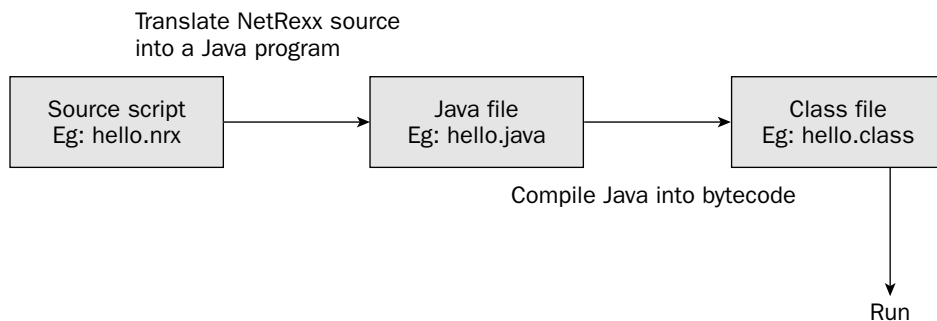 Translate NetRexx source
into a Java program
Source script
Eg: hello.nrx
Java file
Eg: hello.java
Class file
Eg: hello.class
Compile Java into bytecode
Run